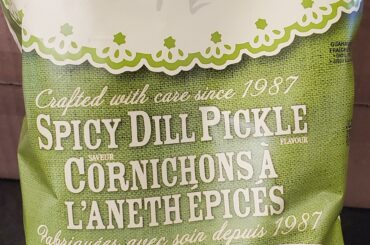 Crafted with care since 1987
SPICY DILL PICKLE
SAVEUR FLAVOUR
CORNICHONS À
L'ANETH ÉPICÉS
Fabriquées avec soin depuis 1987